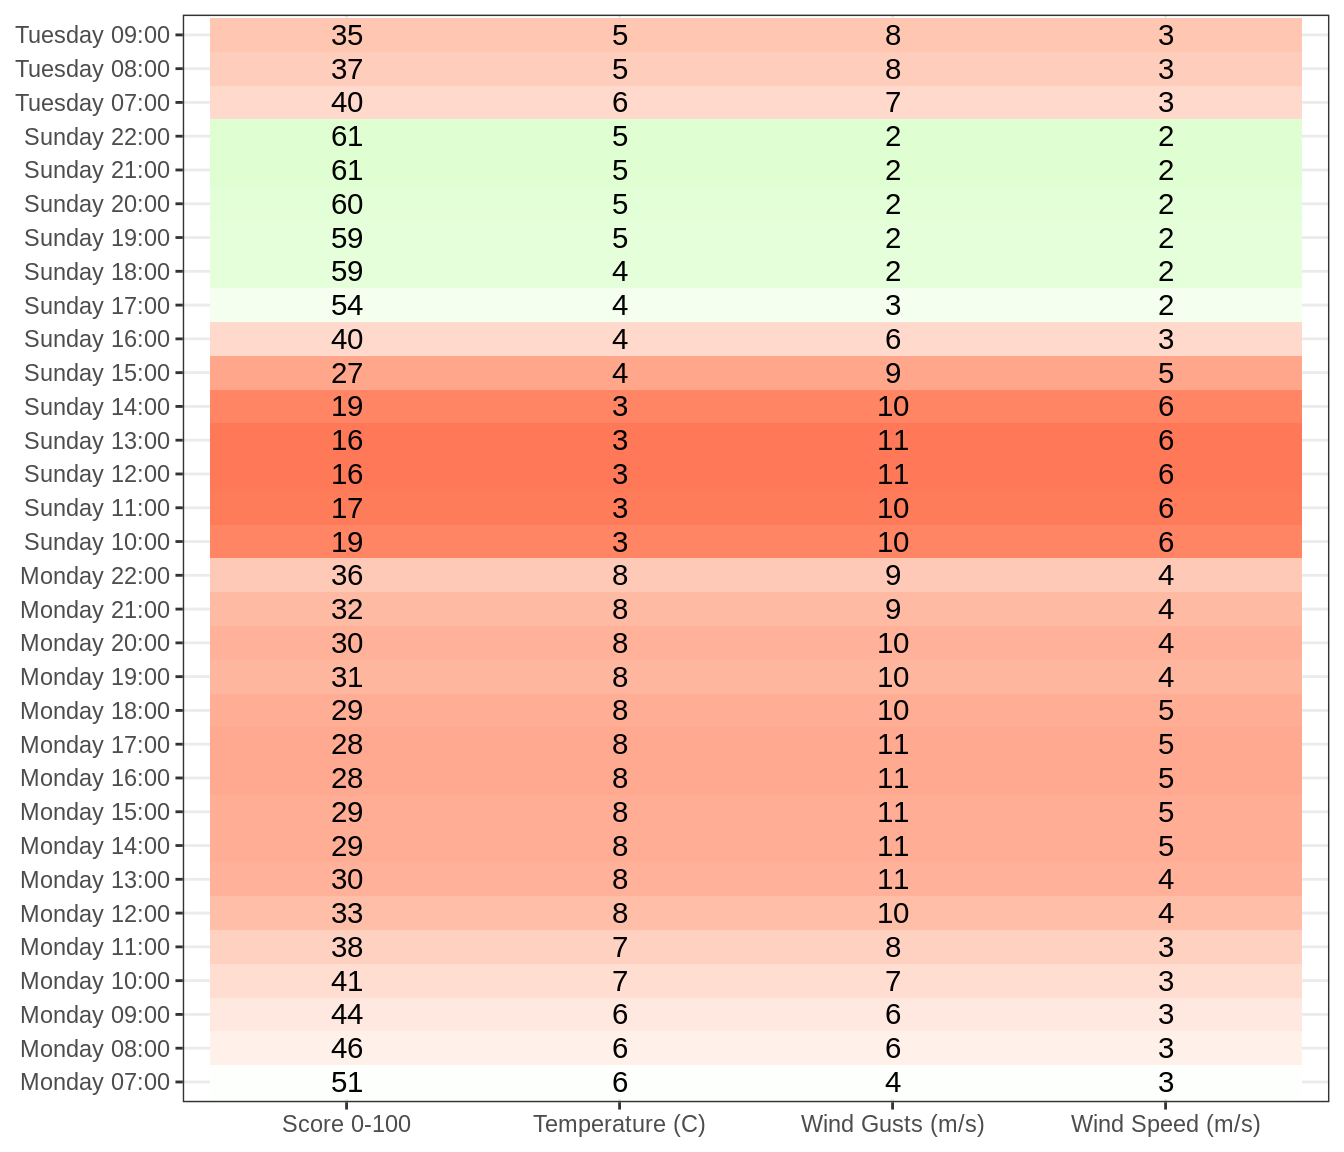 Tuesday 09:00 35 5 8 3
Tuesday 08:00 37 5 8 3
Tuesday 07:00 40 6 7 3
Sunday 22:00 61 5 2 2
Sunday 21:00 61 5 2 2
Sunday 20:00 60 5 2 2
Sunday 19:00 59 5 2 2
Sunday 18:00 59 4 2 2
Sunday 17:00 54 4 3 2
Sunday 16:00 40 4 6 3
Sunday 15:00 27 4 9 5
Sunday 14:00 19 3 10 6
Sunday 13:00 16 3 11 6
Sunday 12:00 16 3 11 6
Sunday 11:00 17 3 10 6
Sunday 10:00 19 3 10 6
Monday 22:00 36 8 9 4
Monday 21:00 32 8 9 4
Monday 20:00 30 8 10 4
Monday 19:00 31 8 10 4
Monday 18:00 29 8 10 5
Monday 17:00 28 8 11 5
Monday 16:00 28 8 11 5
Monday 15:00 29 8 11 5
Monday 14:00 29 8 11 5
Monday 13:00 30 8 11 4
Monday 12:00 33 8 10 4
Monday 11:00 38 7 8 3
Monday 10:00 41 7 7 3
Monday 09:00 44 6 6 3
Monday 08:00 46 6 6 3
Monday 07:00 51 6 4 3
Score 0-100 Temperature (C) Wind Gusts (m/s) Wind Speed (m/s)